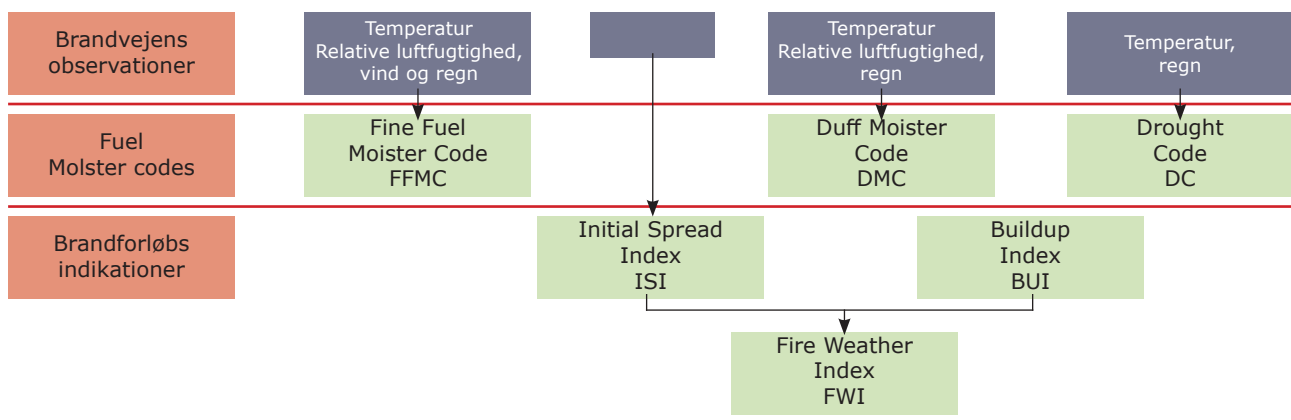 Brandvejens
observationer
Temperatur
Relative luftfugtighed,
vind og regn
Temperatur
Relative luftfugtighed,
regn
Temperatur,
regn
Fuel
Molster codes
Fine Fuel
Moister Code
FFMC
Duff Moister
Code
DMC
Drought
Code
DC
Brandforløbs
indikationer
Initial Spread
Index
ISI
Buildup
Index
BUI
Fire Weather
Index
FWI